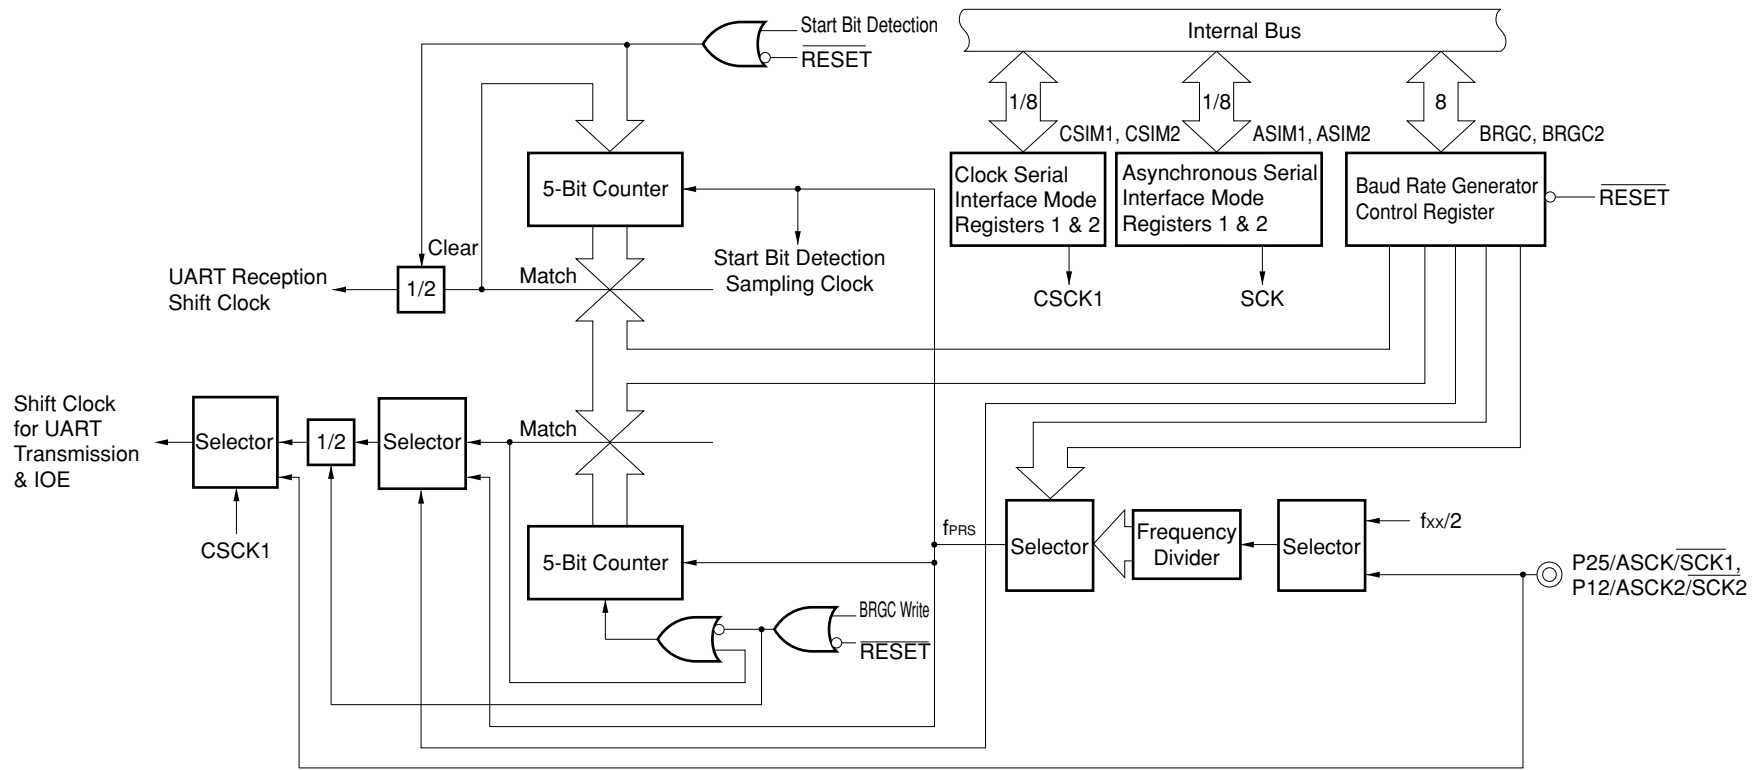 Start Bit Detection
RESET
Internal Bus
1/8
1/8
8
CSIM1, CSIM2
ASIM1, ASIM2
BRGC, BRGC2
5-Bit Counter
Clock Serial
Interface Mode
Registers 1 & 2
Asynchronous Serial
Interface Mode
Registers 1 & 2
Baud Rate Generator
Control Register
RESET
Clear
UART Reception
Shift Clock
1/2
Match
Start Bit Detection
Sampling Clock
CSCK1
SCK
Shift Clock
for UART
Transmission
& IOE
Selector
1/2
Selector
Match
CSCK1
5-Bit Counter
fPRS
Selector
Frequency
Divider
Selector
fxx/2
P25/ASCK/SCK1,
P12/ASCK2/SCK2
BRGC Write
RESET